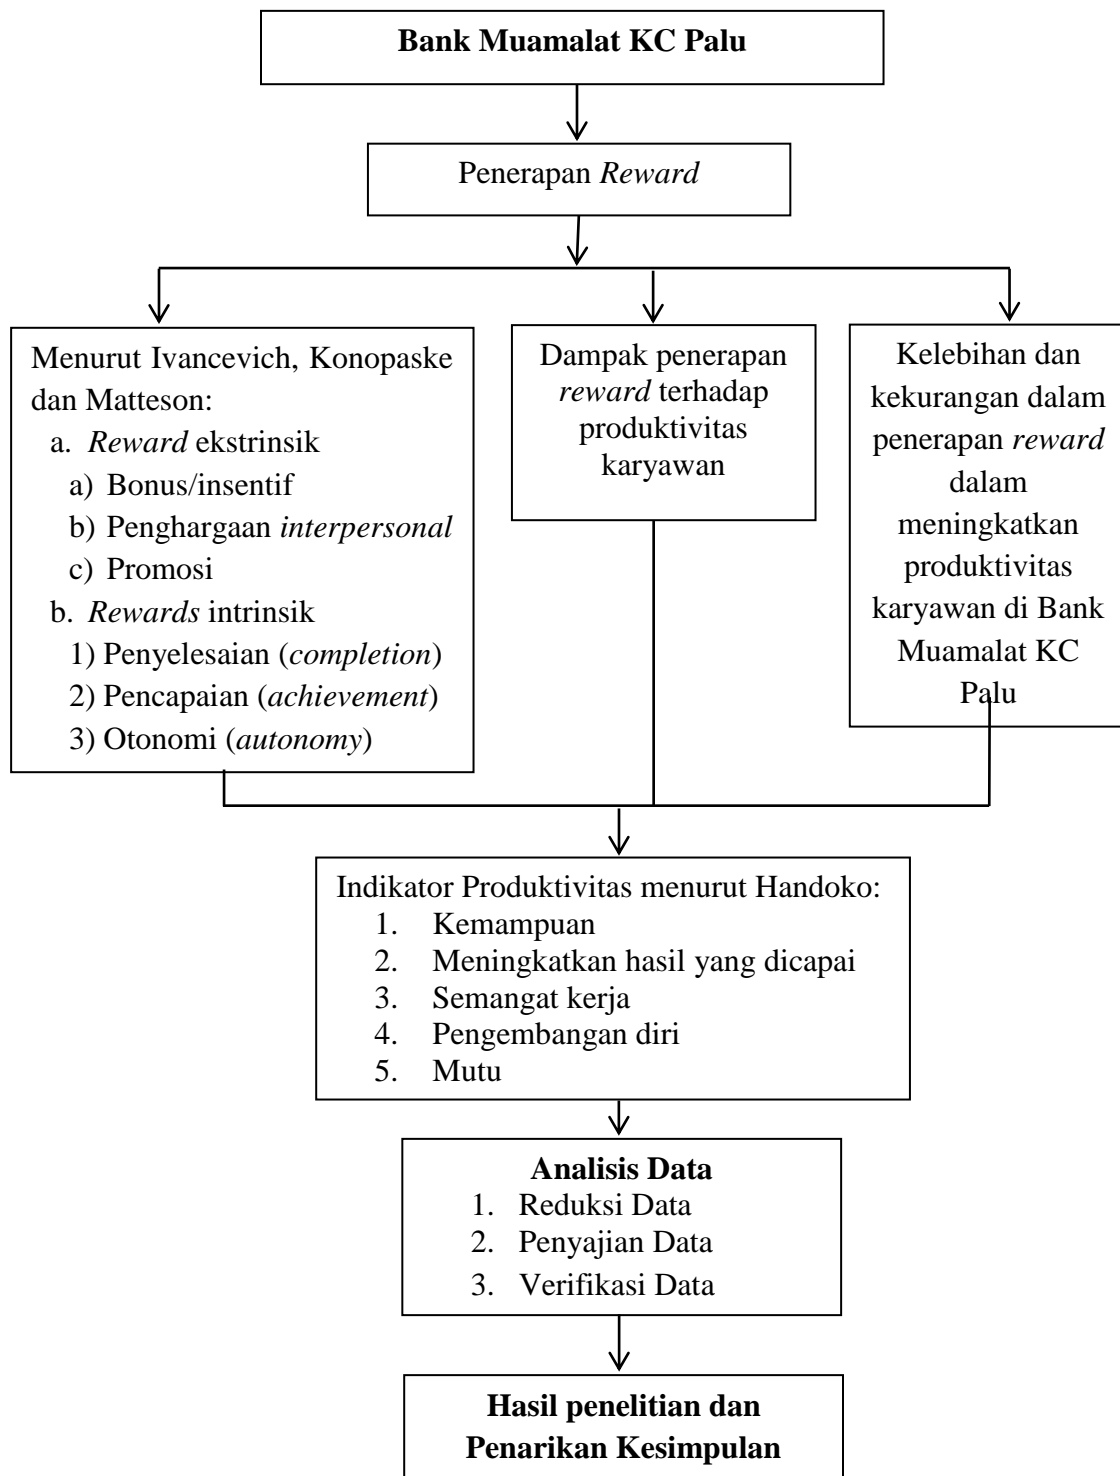 Bank Muamalat KC Palu
Penerapan Reward
Menurut Ivancevich, Konopaske
dan Matteson:
a. Reward ekstrinsik
a) Bonus/insentif
b) Penghargaan interpersonal
c) Promosi
b. Rewards intrinsik
1) Penyelesaian (completion)
2) Pencapaian (achievement)
3) Otonomi (autonomy)
Dampak penerapan
reward terhadap
produktivitas
karyawan
Kelebihan dan
kekurangan dalam
penerapan reward
dalam
meningkatkan
produktivitas
karyawan di Bank
Muamalat KC
Palu
Indikator Produktivitas menurut Handoko:
1. Kemampuan
2. Meningkatkan hasil yang dicapai
3. Semangat kerja
4. Pengembangan diri
5. Mutu
Analisis Data
1. Reduksi Data
2. Penyajian Data
3. Verifikasi Data
Hasil penelitian dan
Penarikan Kesimpulan